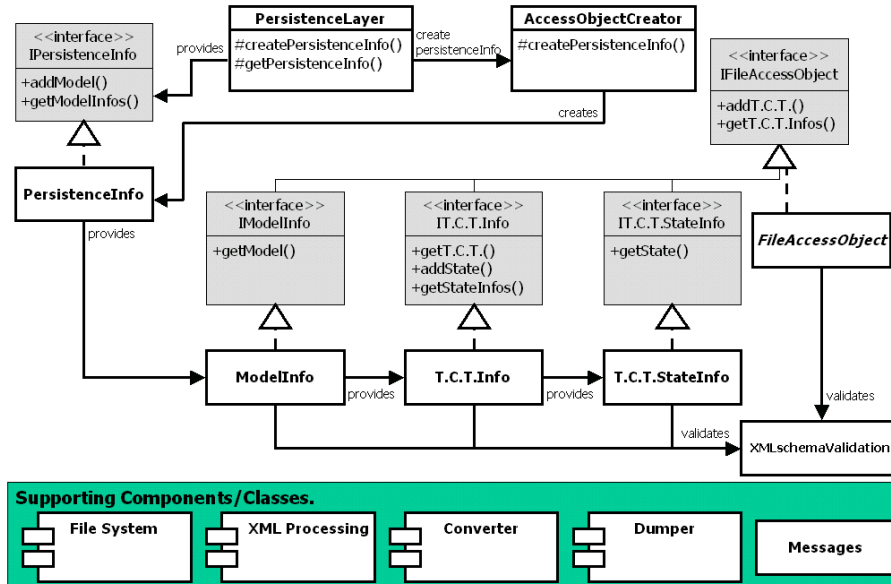 PersistenceLayer
#createPersistenceInfo()
#getPersistenceInfo()
AccessObjectCreator
#createPersistenceInfo()
<<interface>>
IPersistenceInfo
+addModel()
+getModelInfos()
provides
create
persistenceInfo
<<interface>>
IFileAccessObject
+addT.C.T.()
+getT.C.T.Infos()
creates
PersistenceInfo
provides
<<interface>>
IModelInfo
+getModel()
<<interface>>
IT.C.T.Info
+getT.C.T.()
+addState()
+getStateInfos()
<<interface>>
IT.C.T.StateInfo
+getState()
FileAccessObject
ModelInfo
provides
T.C.T.Info
provides
T.C.T.StateInfo
validates
validates
XMLschemaValidation
Supporting Components/Classes.
File System
XML Processing
Converter
Dumper
Messages